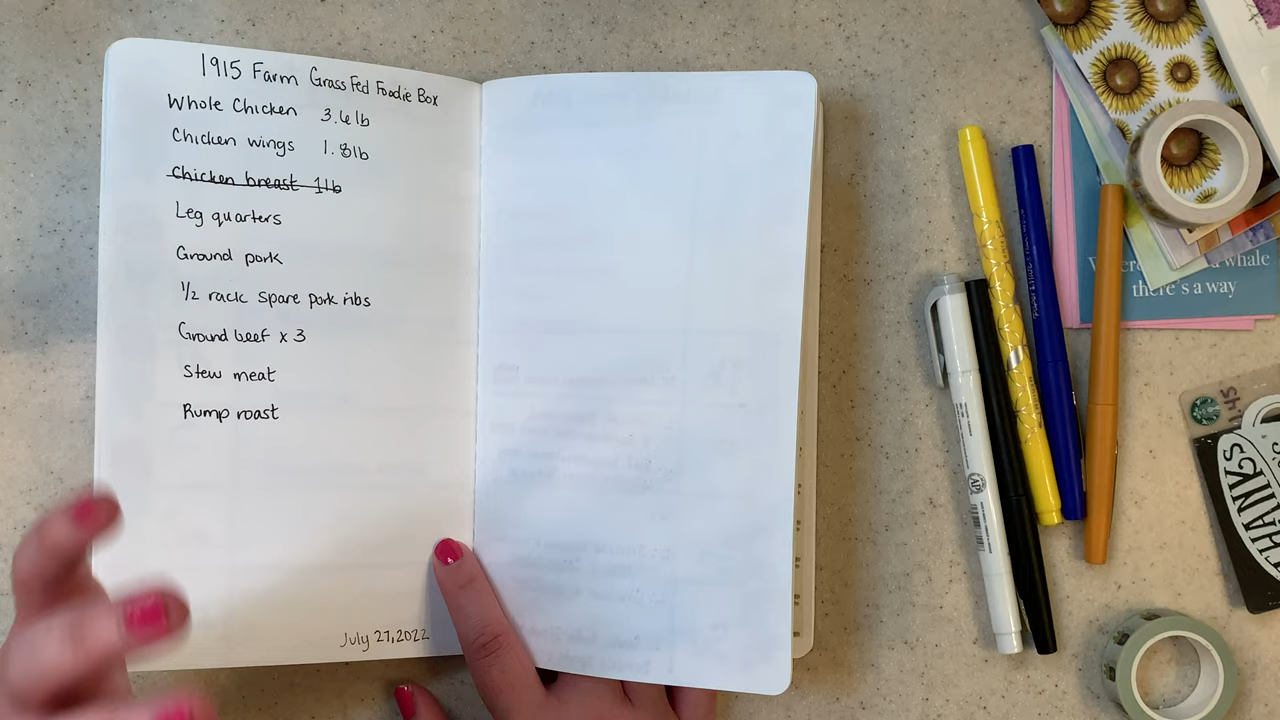 1915 Farm Grass Fed Foodie Box
Whole Chicken 3.6lb
Chicken wings 1.8lb
Chicken breast 1lb
Leg quarters
Ground pork
1/2 rack spare pork ribs
Ground beef x 3
Stew meat
Rump roast
July 27, 2022
whale
there's a way
THANKS